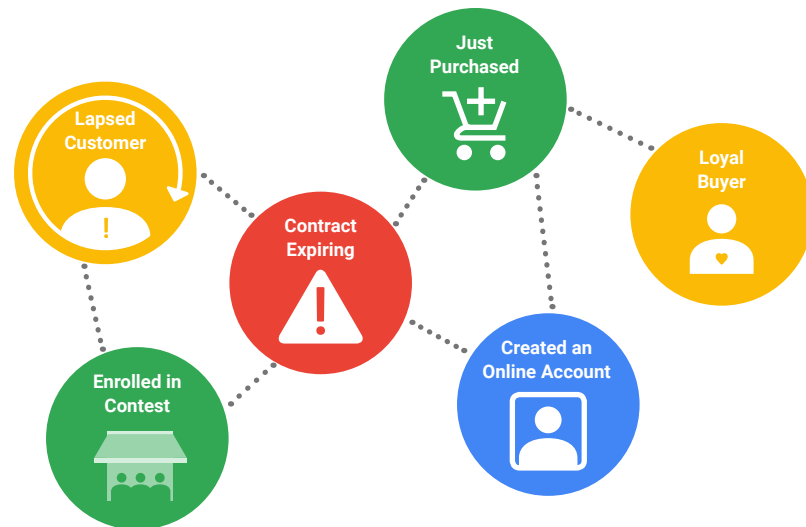 Just
Purchased
Lapsed
Customer
Loyal
Buyer
Contract
Expiring
Created an
Online Account
Enrolled in
Contest